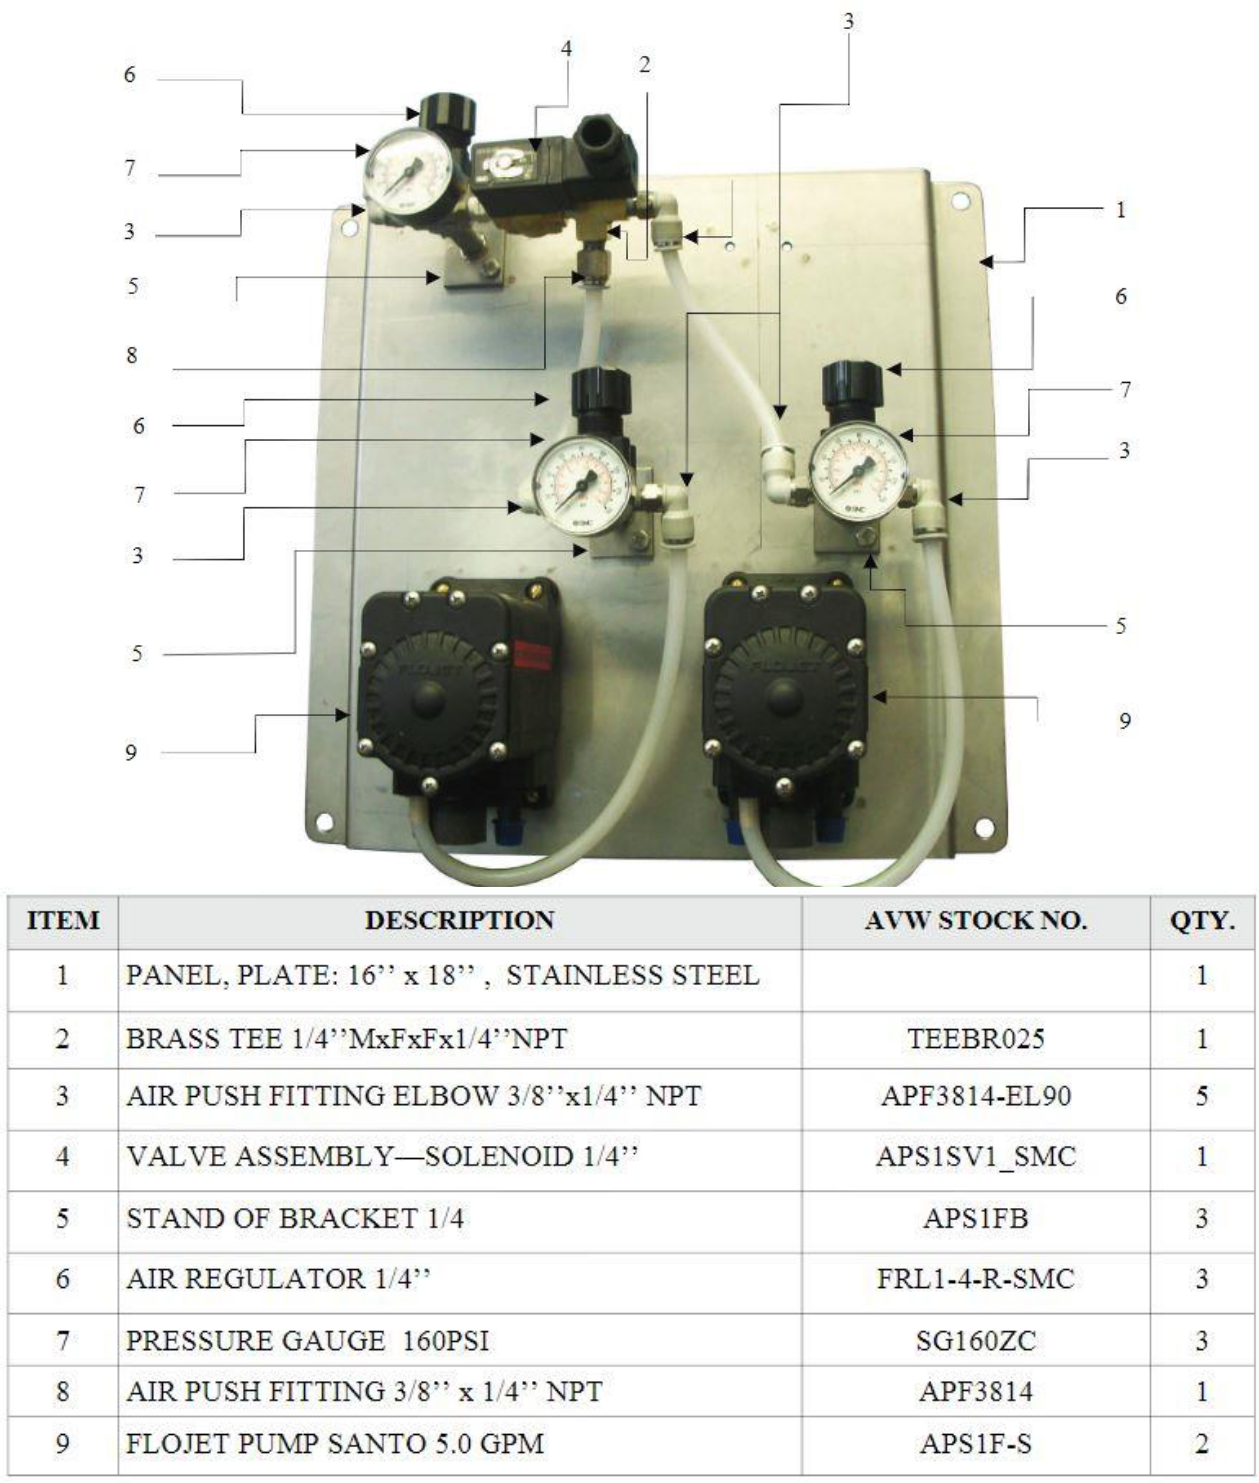 3
4
2
6
7
3
1
5
6
8
7
6
3
7
3
5
5
9
9
FLOJET
FLOJET
ITEM DESCRIPTION AVW STOCK NO. QTY.
1 PANEL, PLATE: 16’’ x 18’’ , STAINLESS STEEL 1
2 BRASS TEE 1/4’’MxFxFx1/4’’NPT TEEBR025 1
3 AIR PUSH FITTING ELBOW 3/8’’x1/4’’ NPT APF3814-EL90 5
4 VALVE ASSEMBLY—SOLENOID 1/4’’ APS1SV1_SMC 1
5 STAND OF BRACKET 1/4 APS1FB 3
6 AIR REGULATOR 1/4’’ FRL1-4-R-SMC 3
7 PRESSURE GAUGE 160PSI SG160ZC 3
8 AIR PUSH FITTING 3/8’’ x 1/4’’ NPT APF3814 1
9 FLOJET PUMP SANTO 5.0 GPM APS1F-S 2